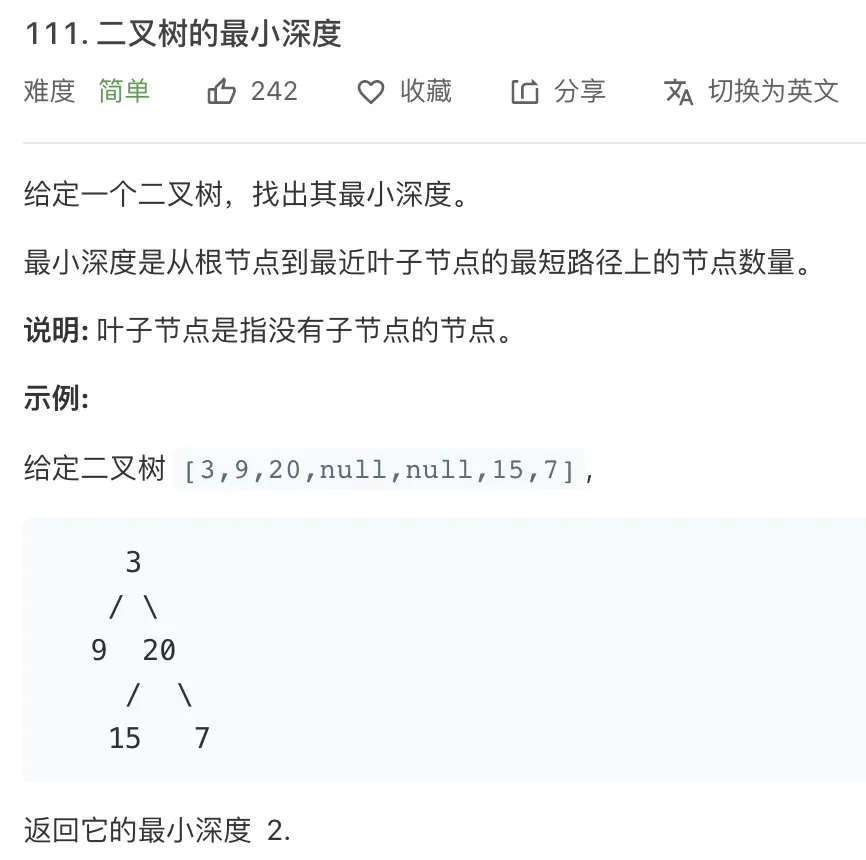 111. 二叉树的最小深度
难度 简单 242 收藏 分享 切换为英文
给定一个二叉树，找出其最小深度。
最小深度是从根节点到最近叶子节点的最短路径上的节点数量。
说明: 叶子节点是指没有子节点的节点。
示例:
给定二叉树 [3,9,20,null,null,15,7],
3
/ \
9 20
/ \
15 7
返回它的最小深度 2.